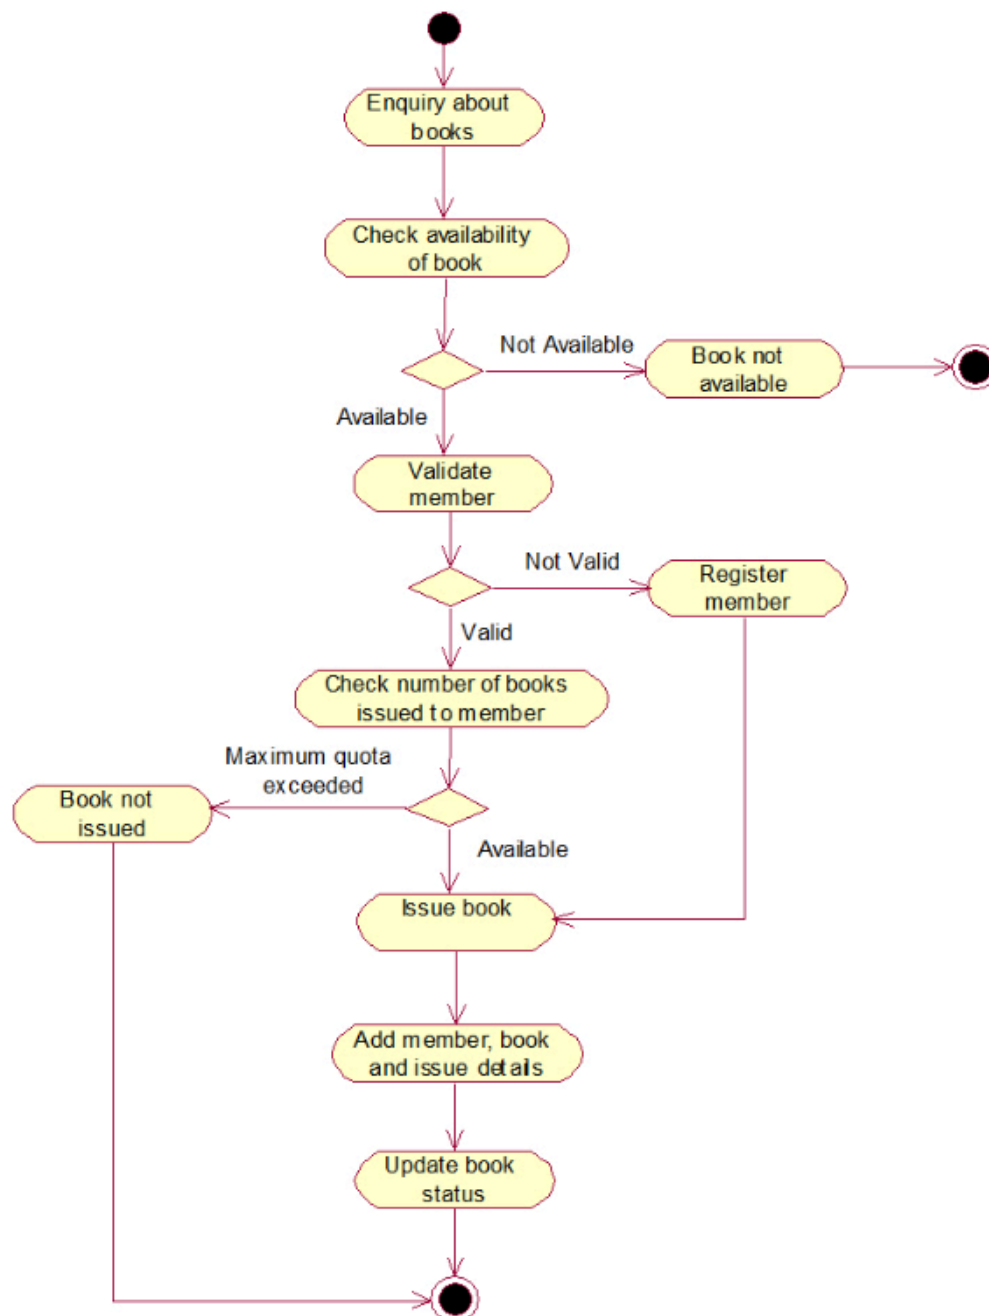 Enquiry about
books
Check availability
of book
Not Available
Book not
available
Available
Validate
member
Not Valid
Register
member
Valid
Check number of books
issued to member
Maximum quota
exceeded
Book not
issued
Available
Issue book
Add member, book
and issue details
Update book
status